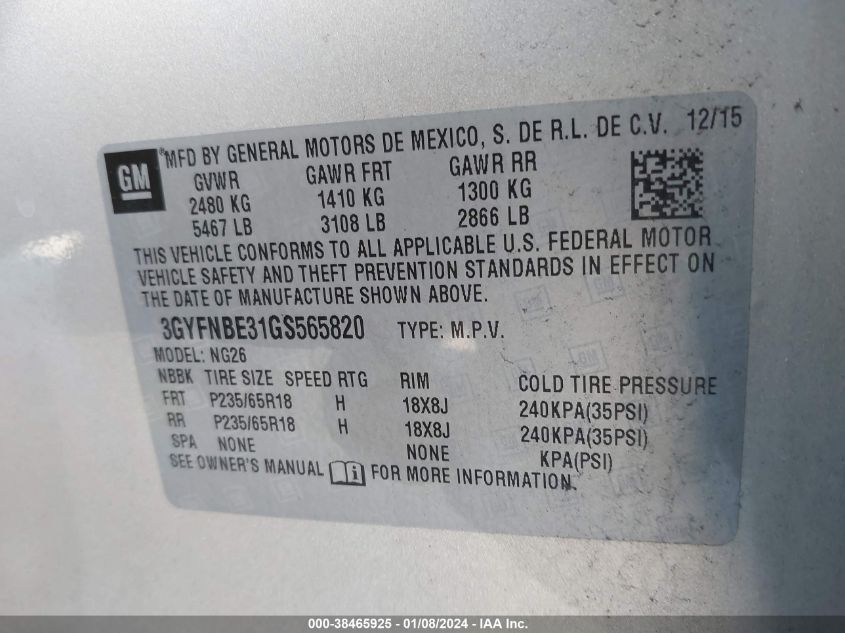 GM
®MFD BY GENERAL MOTORS DE MEXICO, S. DE R.L. DE C.V. 12/15
GVWR GAWR FRT GAWR RR
2480 KG 1410 KG 1300 KG
5467 LB 3108 LB 2866 LB
THIS VEHICLE CONFORMS TO ALL APPLICABLE U.S. FEDERAL MOTOR
VEHICLE SAFETY AND THEFT PREVENTION STANDARDS IN EFFECT ON
THE DATE OF MANUFACTURE SHOWN ABOVE.
3GYFNBE31GS565820 TYPE: M.P.V.
MODEL: NG26
NBBK TIRE SIZE SPEED RTG RIM COLD TIRE PRESSURE
FRT P235/65R18 H 18X8J 240KPA(35PSI)
RR P235/65R18 H 18X8J 240KPA(35PSI)
SPA NONE NONE KPA(PSI)
SEE OWNER'S MANUAL FOR MORE INFORMATION.
000-38465925 - 01/08/2024 - IAA Inc.